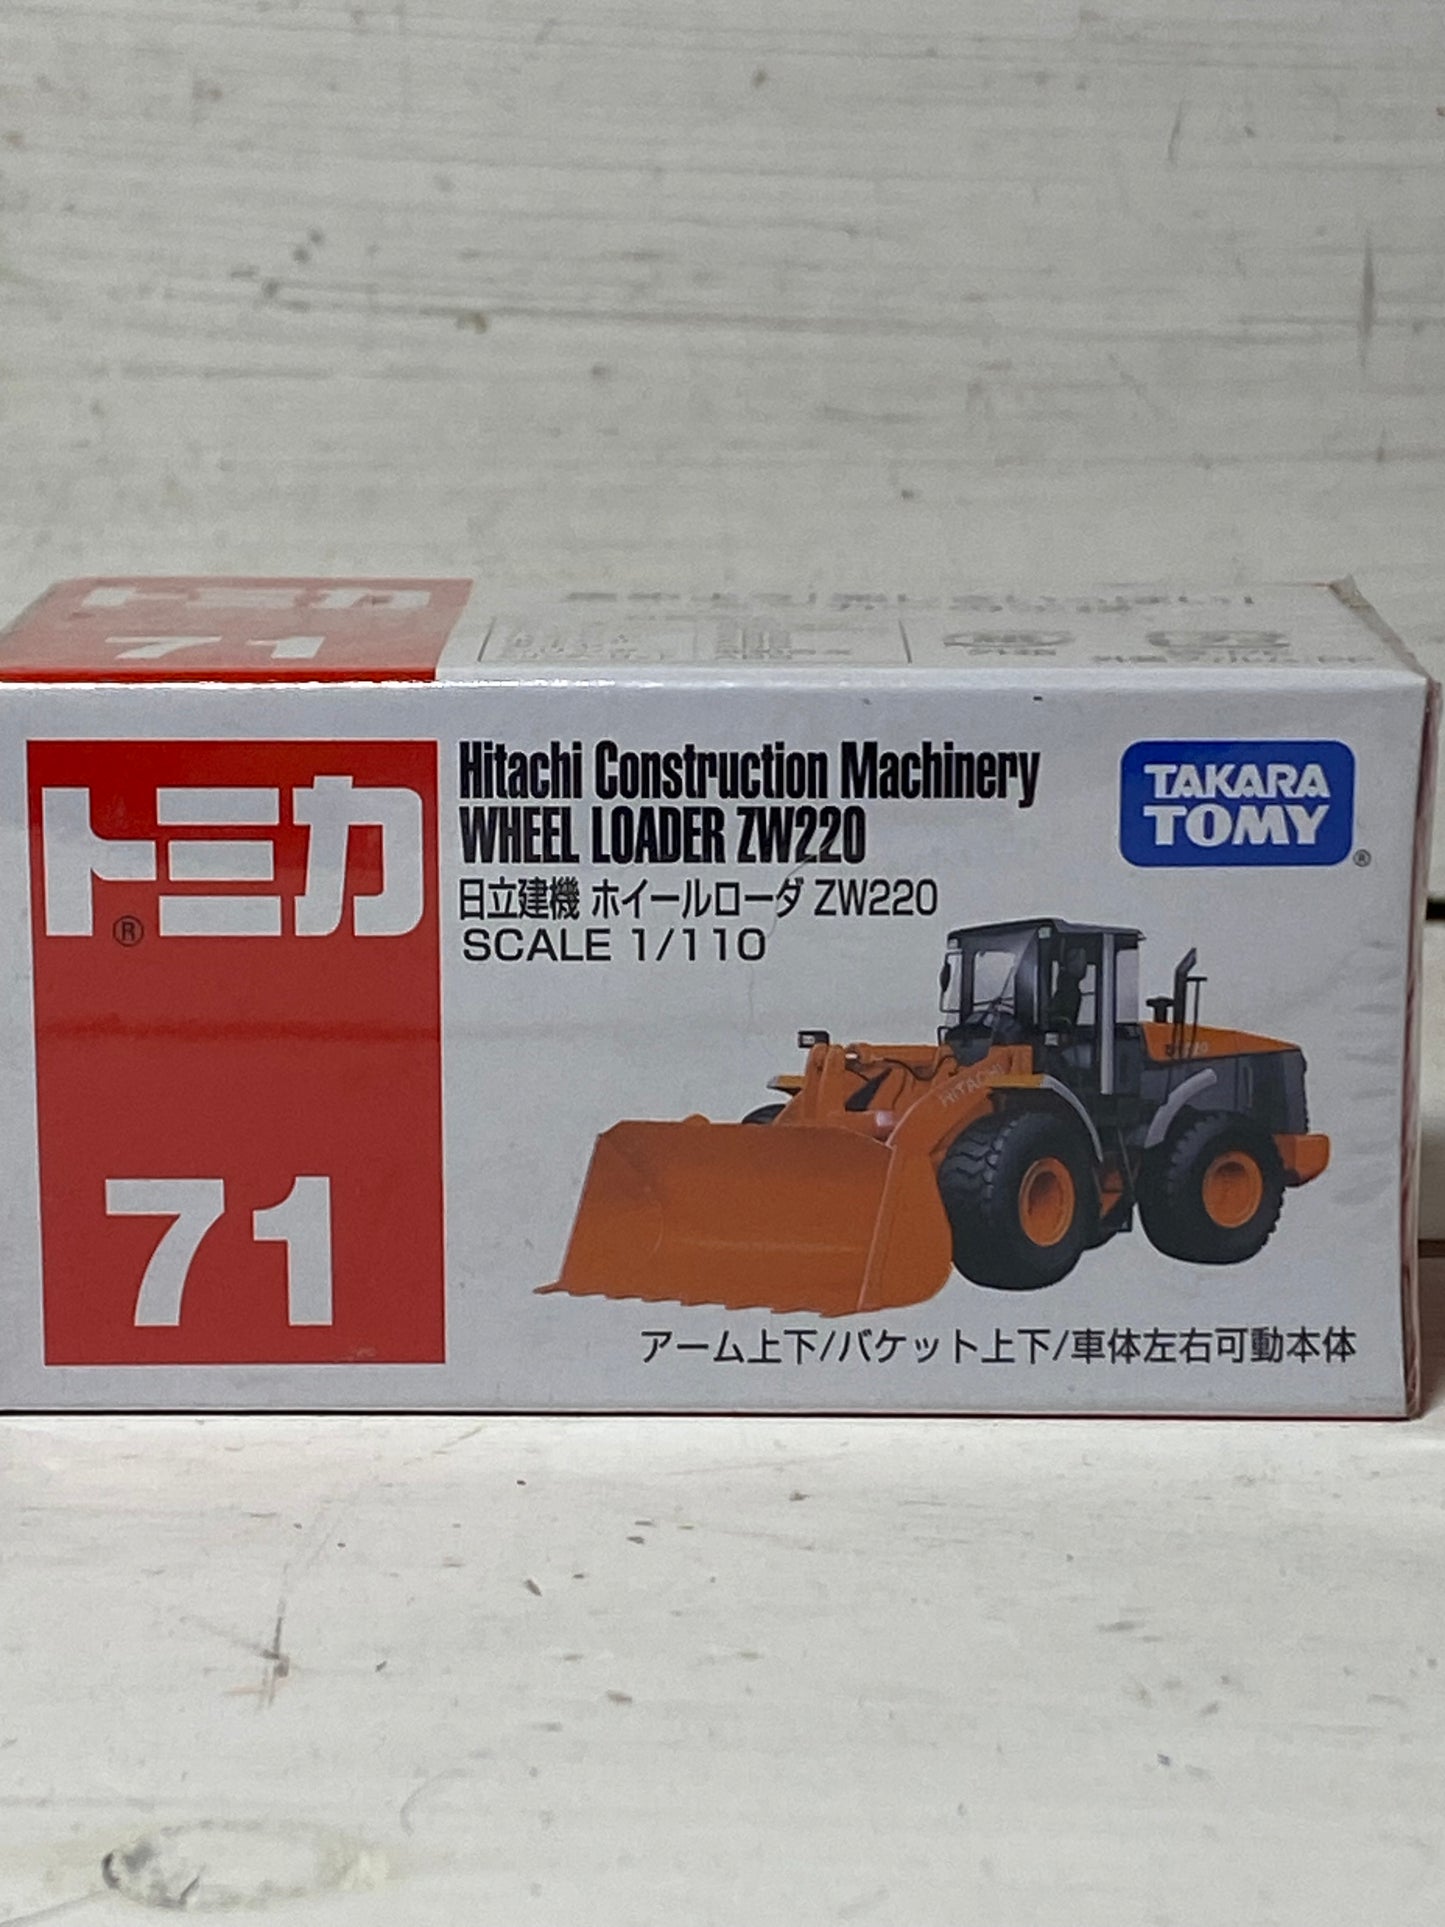 トミカ
71
トミカ
®
71
Hitachi Construction Machinery
WHEEL LOADER ZW220
日立建機 ホイールローダ ZW220
SCALE 1/110
TAKARA
TOMY
®
HITACHI
アーム上下/バケット上下/車体左右可動本体